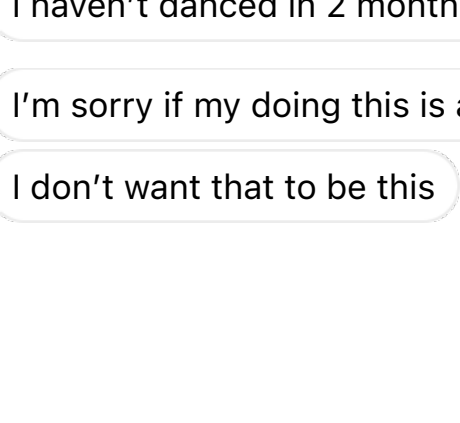 I haven't danced in 2 month
I'm sorry if my doing this is
I don't want that to be this